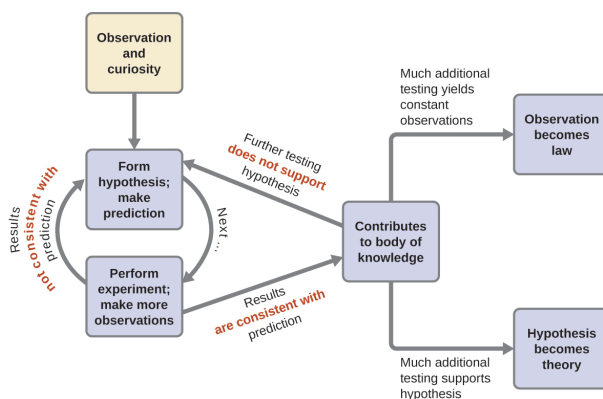 Observation
and
curiosity
Form
hypothesis;
make
prediction
Perform
experiment;
make more
observations
Results
not consistent with
prediction
Next ...
Further testing
does not support
hypothesis
Results
are consistent with
prediction
Contributes
to body of
knowledge
Much additional
testing yields
constant
observations
Observation
becomes
law
Much additional
testing supports
hypothesis
Hypothesis
becomes
theory